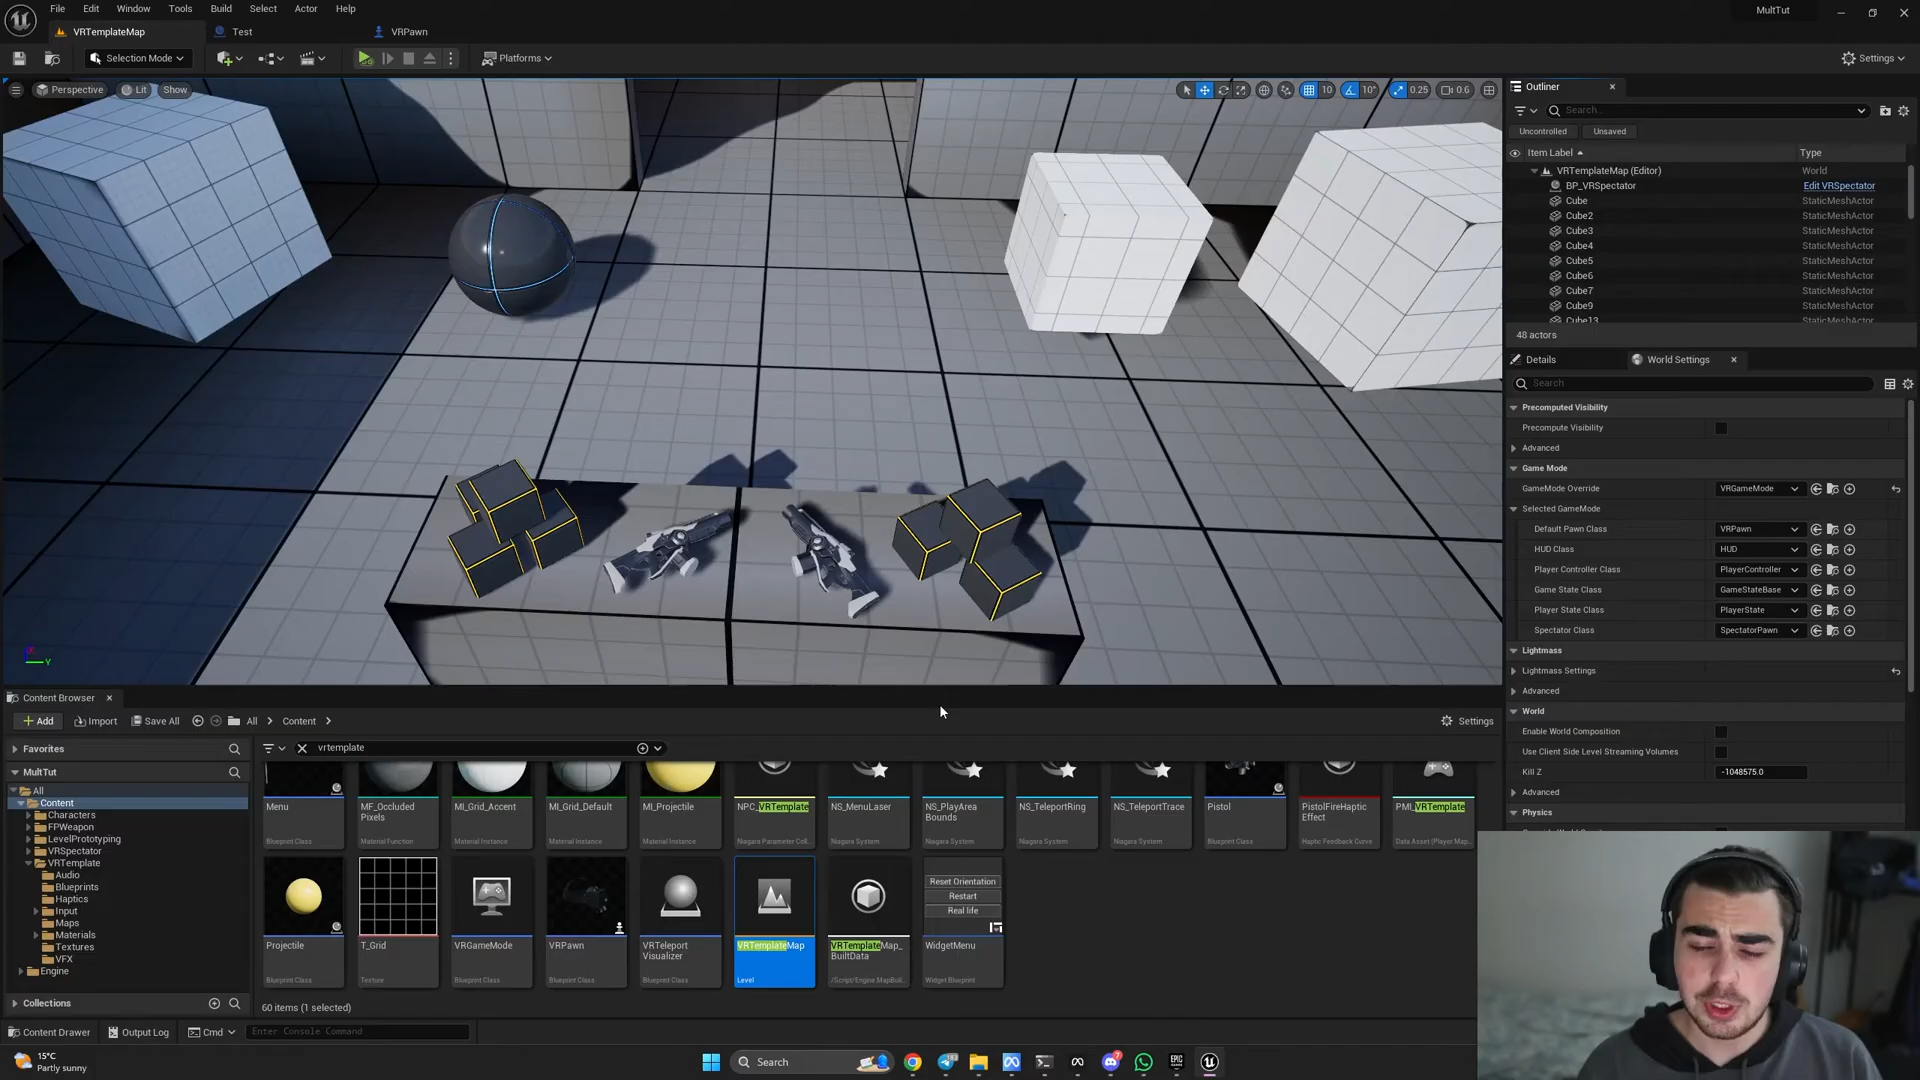 File Edit Window Tools Build Select Actor Help
MultTut
VRTemplateMap
Test
VRPawn
Selection Mode
Platforms
Settings
Perspective
Lit
Show
10
10°
0.25
0.6
Outliner
Search...
Uncontrolled
Unsaved
Item Label
Type
VRTemplateMap (Editor)
World
BP_VRSpectator
Edit VRSpectator
Cube
StaticMeshActor
Cube2
StaticMeshActor
Cube3
StaticMeshActor
Cube4
StaticMeshActor
Cube5
StaticMeshActor
Cube6
StaticMeshActor
Cube7
StaticMeshActor
Cube9
StaticMeshActor
Cube13
StaticMeshActor
48 actors
Details
World Settings
Search
Precomputed Visibility
Precompute Visibility
Advanced
Game Mode
GameMode Override
VRGameMode
Selected GameMode
Default Pawn Class
VRPawn
HUD Class
HUD
Player Controller Class
PlayerController
Game State Class
GameStateBase
Player State Class
PlayerState
Spectator Class
SpectatorPawn
Lightmass
Lightmass Settings
Advanced
World
Enable World Composition
Use Client Side Level Streaming Volumes
Kill Z
-1048575.0
Advanced
Physics
X
Y
Content Browser
Add
Import
Save All
All
Content
Settings
Favorites
MultTut
All
Content
Characters
FPWeapon
LevelPrototyping
VRSpectator
VRTemplate
Audio
Blueprints
Haptics
Input
Maps
Materials
Textures
VFX
Engine
Collections
vrtemplate
Menu
Blueprint Class
MF_Occluded
Pixels
Material Function
MI_Grid_Accent
Material Instance
MI_Grid_Default
Material Instance
MI_Projectile
Material Instance
NPC_VRTemplate
Niagara Parameter Coll...
NS_MenuLaser
Niagara System
NS_PlayArea
Bounds
Niagara System
NS_TeleportRing
Niagara System
NS_TeleportTrace
Niagara System
Pistol
Blueprint Class
PistolFireHaptic
Effect
Haptic Feedback Curve
PMI_VRTemplate
Data Asset (Player Map...
Projectile
Blueprint Class
T_Grid
Texture
VRGameMode
Blueprint Class
VRPawn
Blueprint Class
VRTeleport
Visualizer
Blueprint Class
VRTemplateMap
Level
VRTemplateMap_
BuiltData
/Script/Engine.MapBuil...
Reset Orientation
Restart
Real life
WidgetMenu
Widget Blueprint
60 items (1 selected)
Content Drawer
Output Log
Cmd
Enter Console Command
15°C
Partly sunny
Search
EPIC